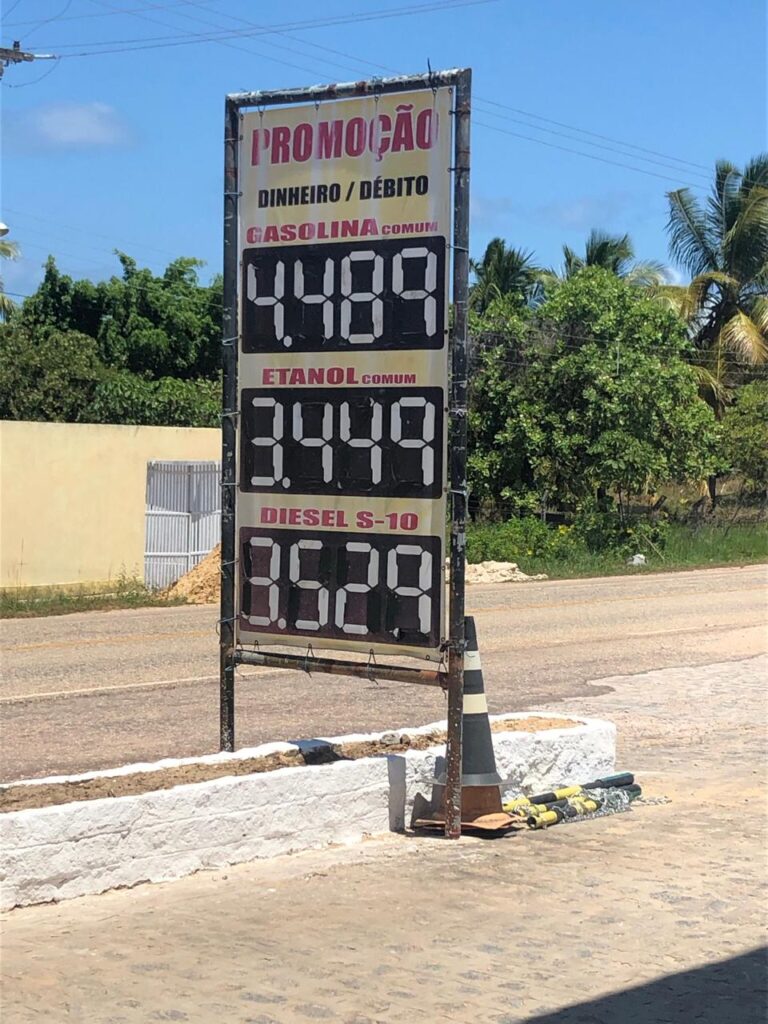 PROMOÇÃO
DINHEIRO / DÉBITO
GASOLINA COMUM
4.489
ETANOL COMUM
3.449
DIESEL S-10
3.529